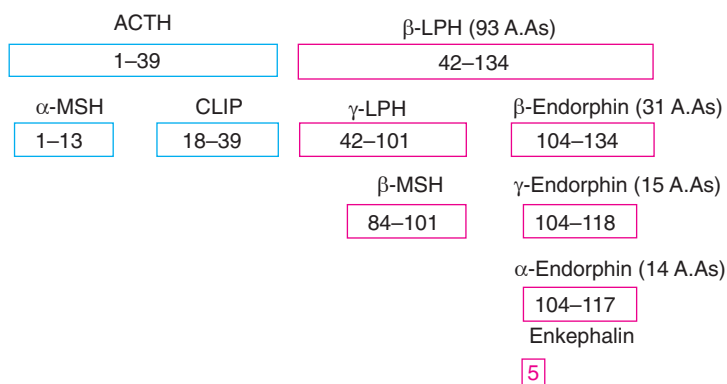 ACTH β-LPH (93 A.As)
1–39 42–134
α-MSH CLIP γ-LPH β-Endorphin (31 A.As)
1–13 18–39 42–101 104–134
β-MSH γ-Endorphin (15 A.As)
84–101 104–118
α-Endorphin (14 A.As)
104–117
Enkephalin
5